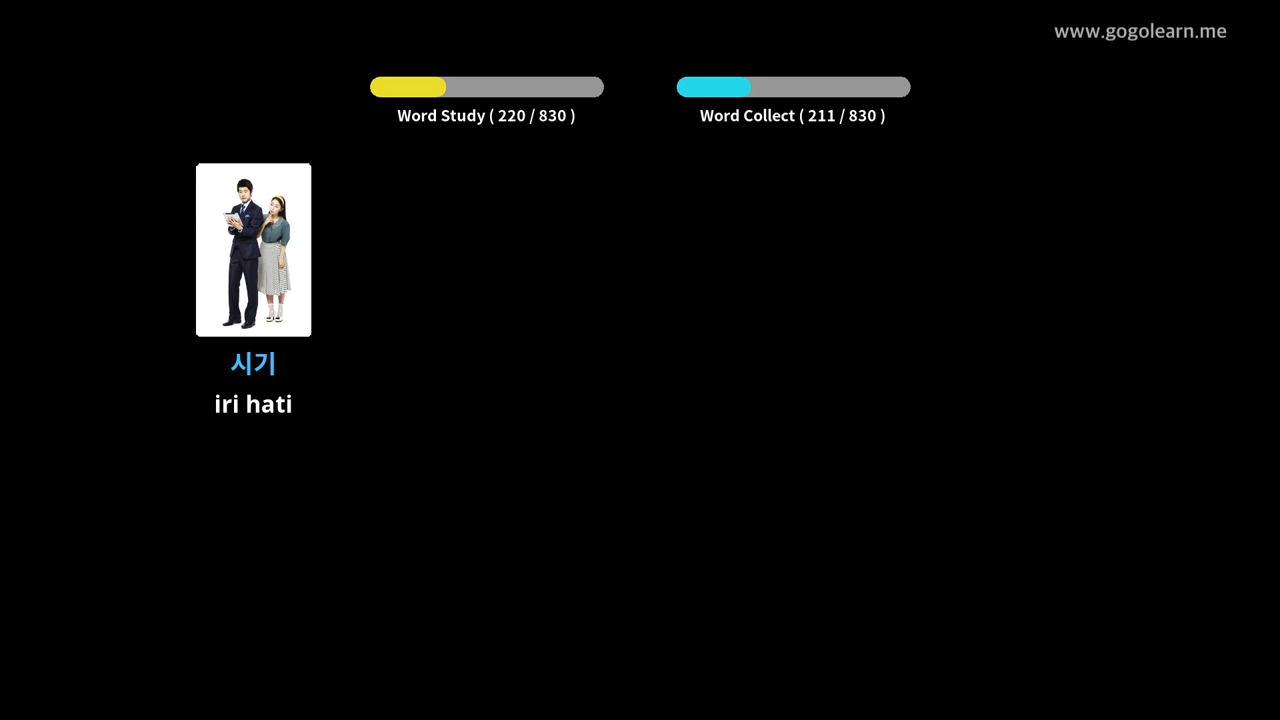 www.gogolearn.me
Word Study ( 220 / 830 )
Word Collect ( 211 / 830 )
시기
iri hati